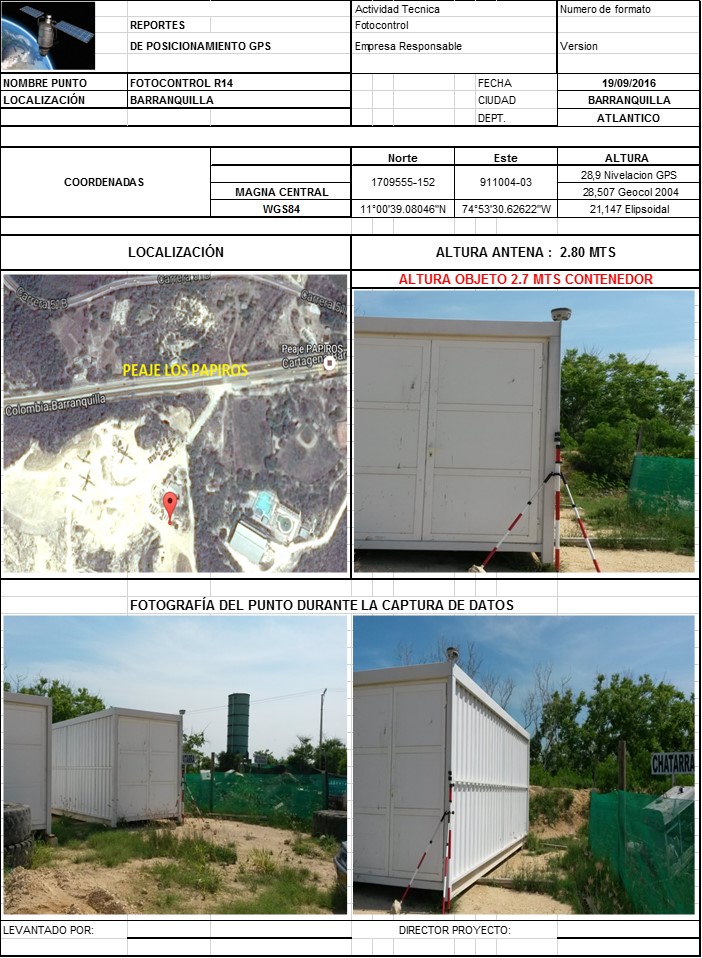 Actividad Tecnica
Numero de formato
REPORTES
Fotocontrol
DE POSICIONAMIENTO GPS
Empresa Responsable
Version
NOMBRE PUNTO
FOTOCONTROL R14
FECHA
19/09/2016
LOCALIZACIÓN
BARRANQUILLA
CIUDAD
BARRANQUILLA
DEPT.
ATLANTICO
COORDENADAS
Norte
Este
ALTURA
MAGNA CENTRAL
1709555-152
911004-03
28,9 Nivelacion GPS
28,507 Geocol 2004
WGS84
11°00'39.08046"N
74°53'30.62622"W
21,147 Elipsoidal
LOCALIZACIÓN
ALTURA ANTENA : 2.80 MTS
ALTURA OBJETO 2.7 MTS CONTENEDOR
Carrera 51B
Carrera 51B
Carrera 51
Peaje PAPIROS
PEAJE LOS PAPIROS
Colombia Barranquilla
FOTOGRAFÍA DEL PUNTO DURANTE LA CAPTURA DE DATOS
CHATARRA
LEVANTADO POR:
DIRECTOR PROYECTO: